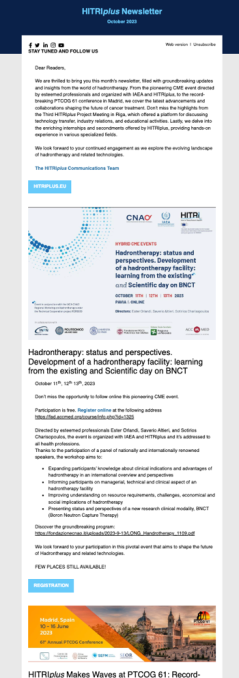 HITRIplus Newsletter
October 2023
Web version | Unsubscribe
STAY TUNED AND FOLLOW US
Dear Readers,
We are thrilled to bring you this month's newsletter, filled with groundbreaking updates
and insights from the world of hadrontherapy. From the pioneering CME event directed
by esteemed professionals and organized with IAEA and HITRIplus, to the record-
breaking PTCOG 61 conference in Madrid, we cover the latest advancements and
collaborations shaping the future of cancer treatment. Don't miss the highlights from
the Third HITRIplus Project Meeting in Riga, which offered a platform for discussing
technology transfer, industry relations, and educational activities. Lastly, we delve into
the enriching internships and secondments offered by HITRIplus, providing hands-on
experience in various specialized fields.
We look forward to your continued engagement as we explore the evolving landscape
of hadrontherapy and related technologies.
The HITRIplus Communications Team
HITRIPLUS.EU
CNAO
IAEA
HITRI
HYBRID CME EVENTS
Hadrontherapy: status and
perspectives. Development
of a hadrontherapy facility:
learning from the existing
and Scientific day on BNCT
OCTOBER 11TH | 12TH | 13TH 2023
PAVIA & ONLINE
Directors: Ester Orlandi, Saverio Alfieri, Sotirios Charisopoulos
Hadrontherapy: status and perspectives.
Development of a hadrontherapy facility: learning
from the existing and Scientific day on BNCT
October 11th, 12th 13th, 2023
Don't miss the opportunity to follow online this pioneering CME event.
Participation is free. Register online at the following address
Directed by esteemed professionals Ester Orlandi, Saverio Alfieri, and Sotirios
Charisopoulos, the event is organized with IAEA and HITRIplus and it's addressed to
all health professions.
Thanks to the participation of a panel of nationally and internationally renowned
speakers, the workshop aims to:
• Expanding participants' knowledge about clinical indications and advantages of
hadrontherapy in an international overview and perspectives
• Informing participants on managerial, technical and clinical aspect of an
hadrontherapy facility
• Improving understanding on resource requirements, challenges, economical and
social implications of hadrontherapy
• Presenting status and perspectives of a new research clinical modality, BNCT
(Boron Neutron Capture Therapy)
Discover the groundbreaking program:
We look forward to your participation in this pivotal event that aims to shape the future
of Hadrontherapy and related technologies.
FEW PLACES STILL AVAILABLE!
REGISTRATION
Madrid, Spain
10 - 16 June
2023
61st Annual PTCOG Conference
HITRIplus Makes Waves at PTCOG 61: Record-